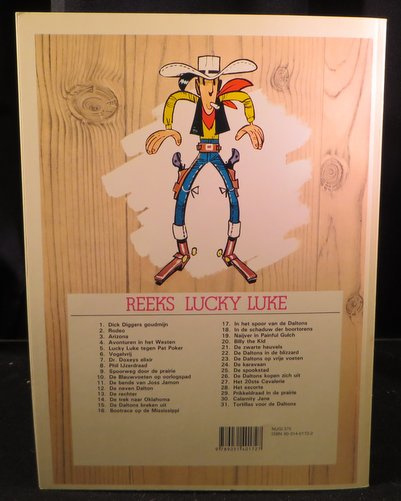 REEKS LUCKY LUKE
1. Dick Diggers goudmijn
2. Rodeo
3. Arizona
4. Avonturen in het Westen
5. Lucky Luke tegen Pat Poker
6. Vogelvrij
7. Dr. Doxeys elixir
8. Phil IJzerdraad
9. Spoorweg door de prairie
10. De Blauwvoeten op oorlogspad
11. De bende van Joss Jamon
12. De neven Dalton
13. De rechter
14. De trek naar Oklahoma
15. De Daltons breken uit
16. Bootrace op de Mississippi
17. In het spoor van de Daltons
18. In de schaduw der boortorens
19. Naijver in Painful Gulch
20. Billy the Kid
21. De zwarte heuvels
22. De Daltons in de blizzard
23. De Daltons op vrije voeten
24. De karavaan
25. De spookstad
26. De Daltons kopen zich uit
27. Het 20ste Cavalerie
28. Het escorte
29. Prikkeldraad in de prairie
30. Calamity Jane
31. Tortillas voor de Daltons